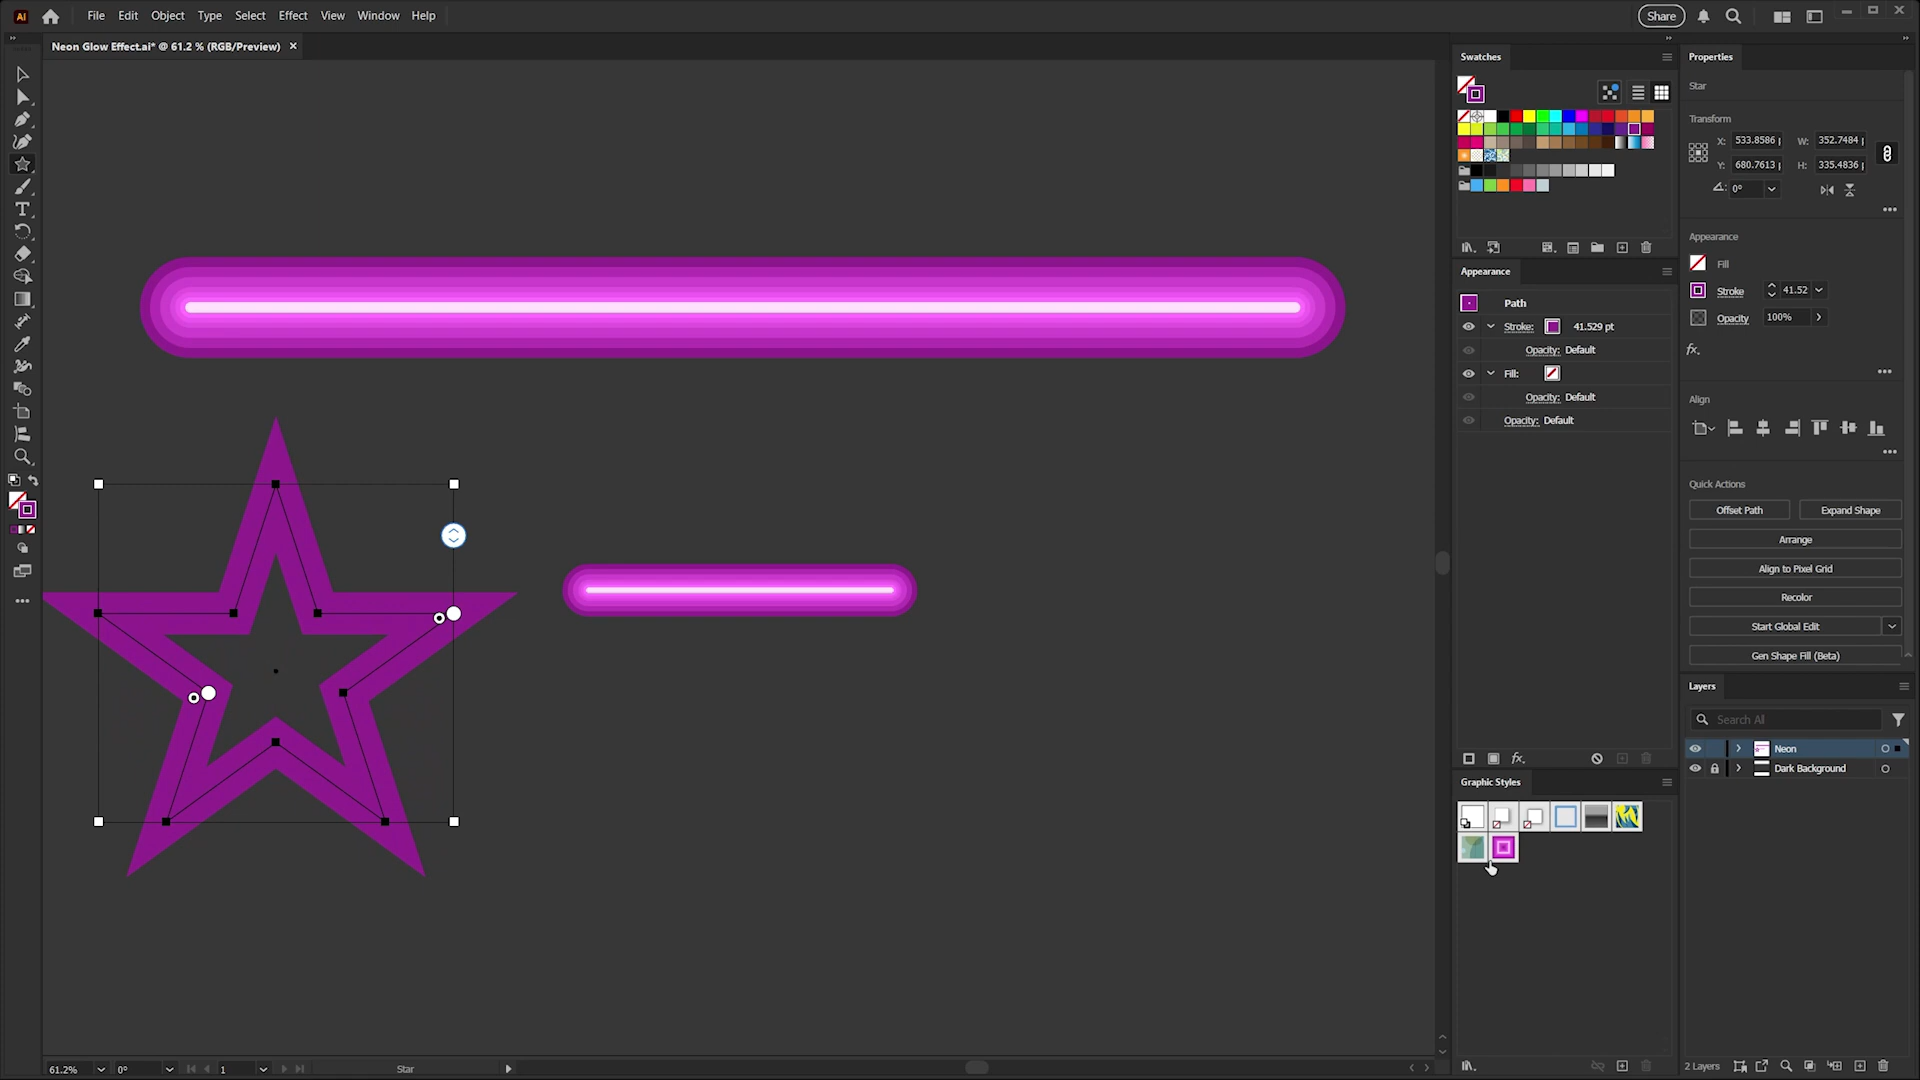 Ai File Edit Object Type Select Effect View Window Help Share
Neon Glow Effect.ai* @ 61.2 % (RGB/Preview) ×
Swatches
Appearance
Path
Stroke: 41.529 pt
Opacity: Default
Fill:
Opacity: Default
Opacity: Default
fx.
Graphic Styles
Properties
Star
Transform
X: 533.8586 p W: 352.7484 p
Y: 680.7613 p H: 335.4836 p
0°
Appearance
Fill
Stroke 41.52
Opacity 100%
fx.
Align
Quick Actions
Offset Path Expand Shape
Arrange
Align to Pixel Grid
Recolor
Start Global Edit
Gen Shape Fill (Beta)
Layers
Search All
Neon
Dark Background
2 Layers
61.2% 0° 1 Star